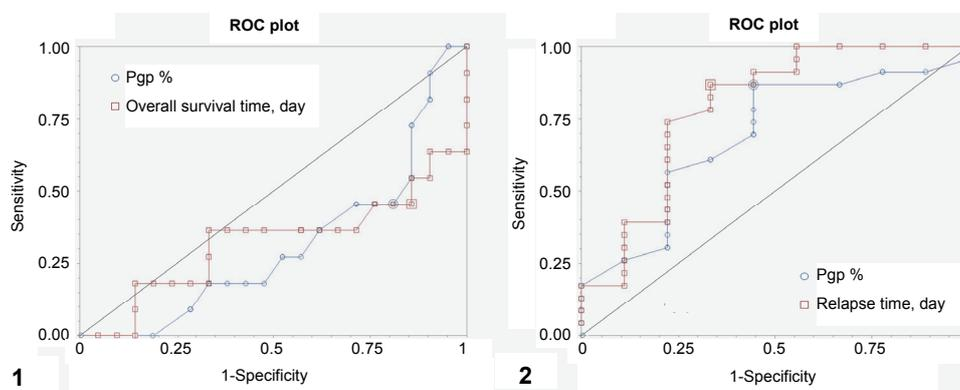 ROC plot
1.00
0.75
0.50
0.25
0.00
Sensitivity
Pgp %
Overall survival time, day
0
0.25
0.5
0.75
1
1-Specificity
1
ROC plot
1.00
0.75
0.50
0.25
0.00
Sensitivity
Pgp %
Relapse time, day
0
0.25
0.5
0.75
1-Specificity
2